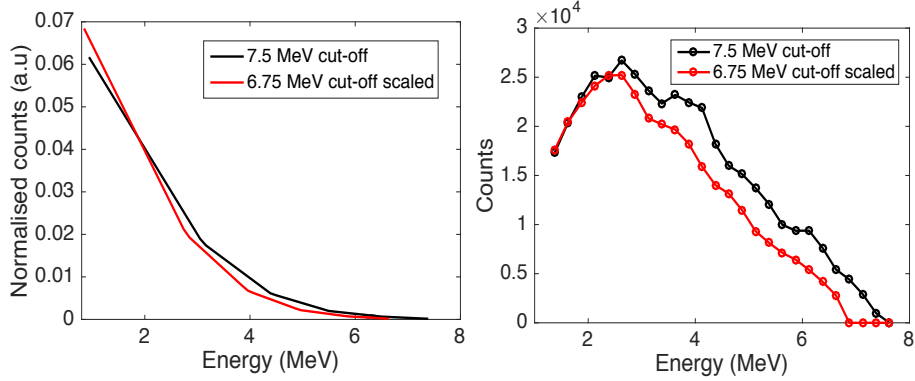 0.07
0.06
0.05
0.04
0.03
0.02
0.01
0
Normalised counts (a.u)
7.5 MeV cut-off
6.75 MeV cut-off scaled
2
4
6
8
Energy (MeV)
3 ×10⁴
2.5
2
1.5
1
0.5
0
Counts
7.5 MeV cut-off
6.75 MeV cut-off scaled
2
4
6
8
Energy (MeV)